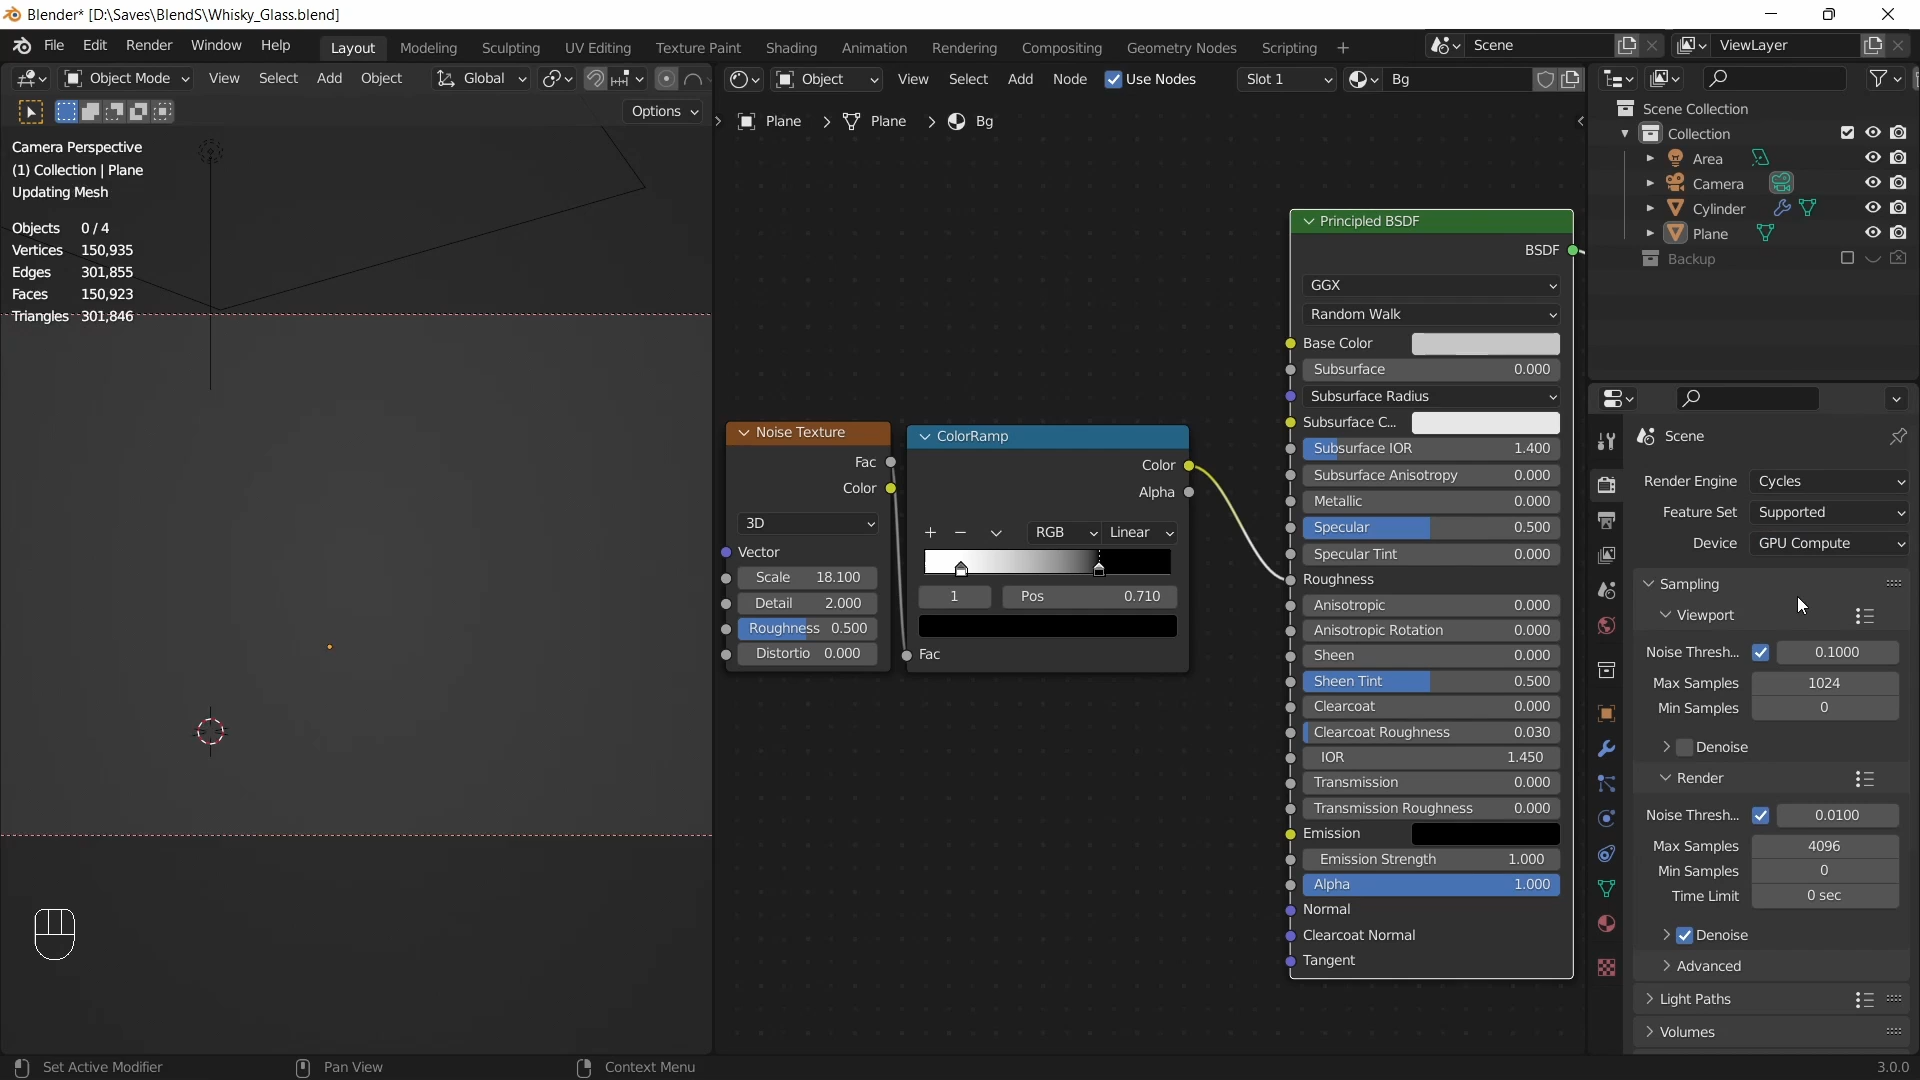 Blender* [D:\Saves\BlendS\Whisky_Glass.blend]
File Edit Render Window Help Layout Modeling Sculpting UV Editing Texture Paint Shading Animation Rendering Compositing Geometry Nodes Scripting + Scene ViewLayer
Object Mode View Select Add Object Global Object View Select Add Node Use Nodes Slot 1 Bg
Options
Plane > Plane > Bg
Camera Perspective
(1) Collection | Plane
Updating Mesh
Objects 0/4
Vertices 150,935
Edges 301,855
Faces 150,923
Triangles 301,846
Noise Texture
Fac
Color
3D
Vector
Scale 18.100
Detail 2.000
Roughness 0.500
Distortio 0.000
ColorRamp
Color
Alpha
+ − RGB Linear
1 Pos 0.710
Fac
Principled BSDF
BSDF
GGX
Random Walk
Base Color
Subsurface 0.000
Subsurface Radius
Subsurface C...
Subsurface IOR 1.400
Subsurface Anisotropy 0.000
Metallic 0.000
Specular 0.500
Specular Tint 0.000
Roughness
Anisotropic 0.000
Anisotropic Rotation 0.000
Sheen 0.000
Sheen Tint 0.500
Clearcoat 0.000
Clearcoat Roughness 0.030
IOR 1.450
Transmission 0.000
Transmission Roughness 0.000
Emission
Emission Strength 1.000
Alpha 1.000
Normal
Clearcoat Normal
Tangent
Scene Collection
Collection
Area
Camera
Cylinder
Plane
Backup
Scene
Render Engine Cycles
Feature Set Supported
Device GPU Compute
Sampling
Viewport
Noise Thresh... 0.1000
Max Samples 1024
Min Samples 0
Denoise
Render
Noise Thresh... 0.0100
Max Samples 4096
Min Samples 0
Time Limit 0 sec
Denoise
Advanced
Light Paths
Volumes
Set Active Modifier Pan View Context Menu 3.0.0